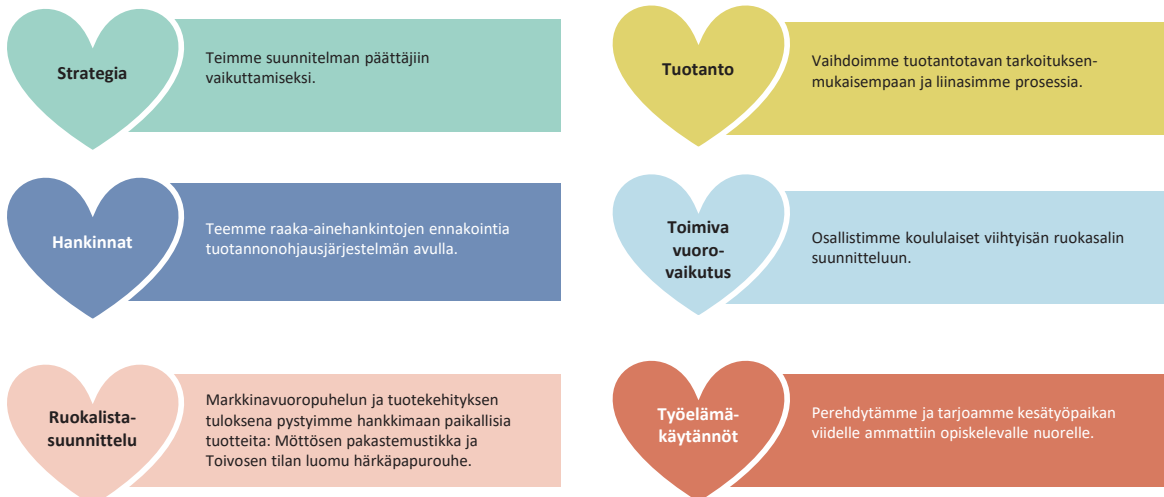 Strategia
Teimme suunnitelman päättäjiin
vaikuttamiseksi.
Tuotanto
Vaihdoimme tuotantotavan tarkoituksen-
mukaisempaan ja liinasimme prosessia.
Hankinnat
Teemme raaka-ainehankintojen ennakointia
tuotannonohjausjärjestelmän avulla.
Toimiva
vuoro-
vaikutus
Osallistimme koululaiset viihtyisän ruokasalin
suunnitteluun.
Ruokalista-
suunnittelu
Markkinavuoropuhelun ja tuotekehityksen
tuloksena pystyimme hankkimaan paikallisia
tuotteita: Möttösen pakastemustikka ja
Toivosen tilan luomu härkäpapurouhe.
Työelämä-
käytännöt
Perehdytämme ja tarjoamme kesätyöpaikan
viidelle ammattiin opiskelevalle nuorelle.